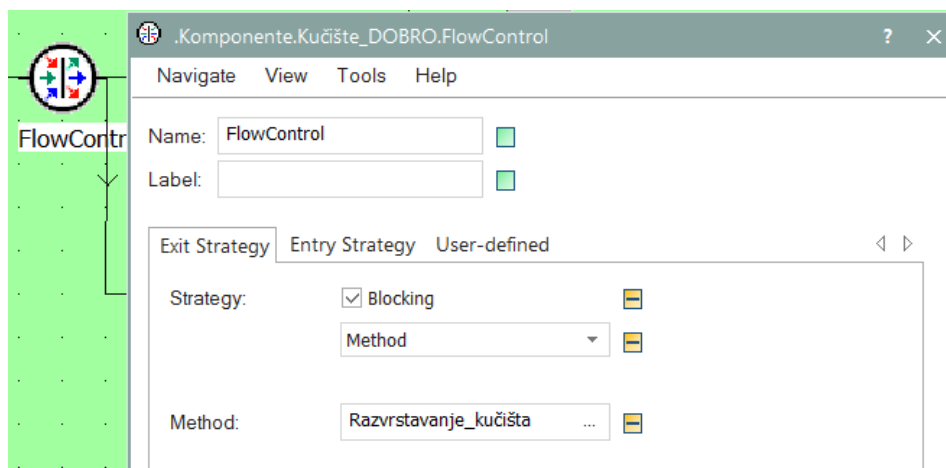 .Komponente.Kučište_DOBRO.FlowControl ?
Navigate View Tools Help
FlowContr
Name: FlowControl
Label:
Exit Strategy Entry Strategy User-defined
Strategy: Blocking
Method
Method: Razvrstavanje_kučišta ...